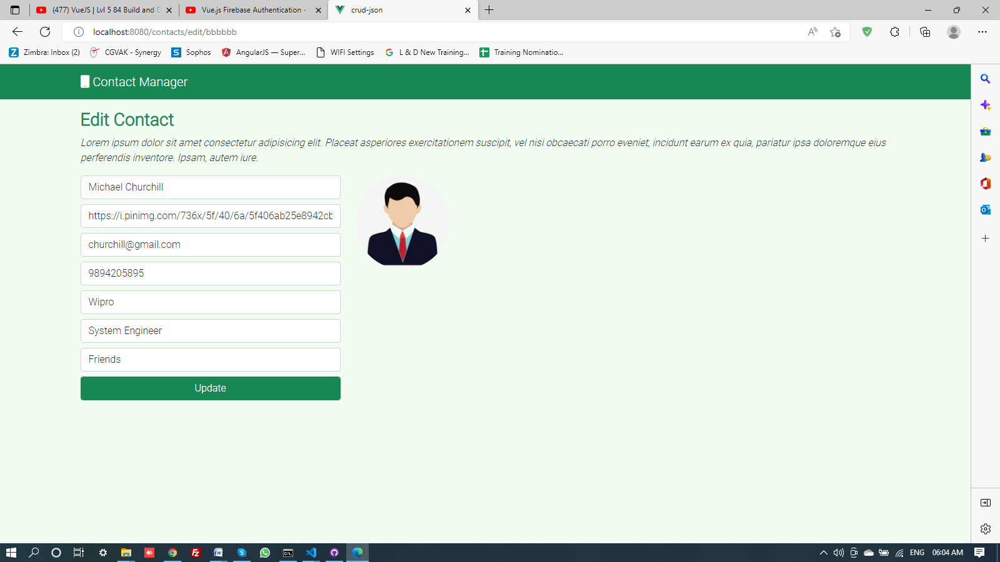 (477) VueJS | Lvl 5 84 Build and D
Vue.js Firebase Authentication -
crud-json
localhost:8080/contacts/edit/bbbbbb
Zimbra: Inbox (2)
CGVAK - Synergy
Sophos
AngularJS — Super...
WIFI Settings
L & D New Training...
Training Nominatio...
Contact Manager
Edit Contact
Lorem ipsum dolor sit amet consectetur adipisicing elit. Placeat asperiores exercitationem suscipit, vel nisi obcaecati porro eveniet, incidunt earum ex quia, pariatur ipsa doloremque eius
perferendis inventore. Ipsam, autem iure.
Michael Churchill
https://i.pinimg.com/736x/5f/40/6a/5f406ab25e8942cb
churchill@gmail.com
9894205895
Wipro
System Engineer
Friends
Update
ENG
06:04 AM